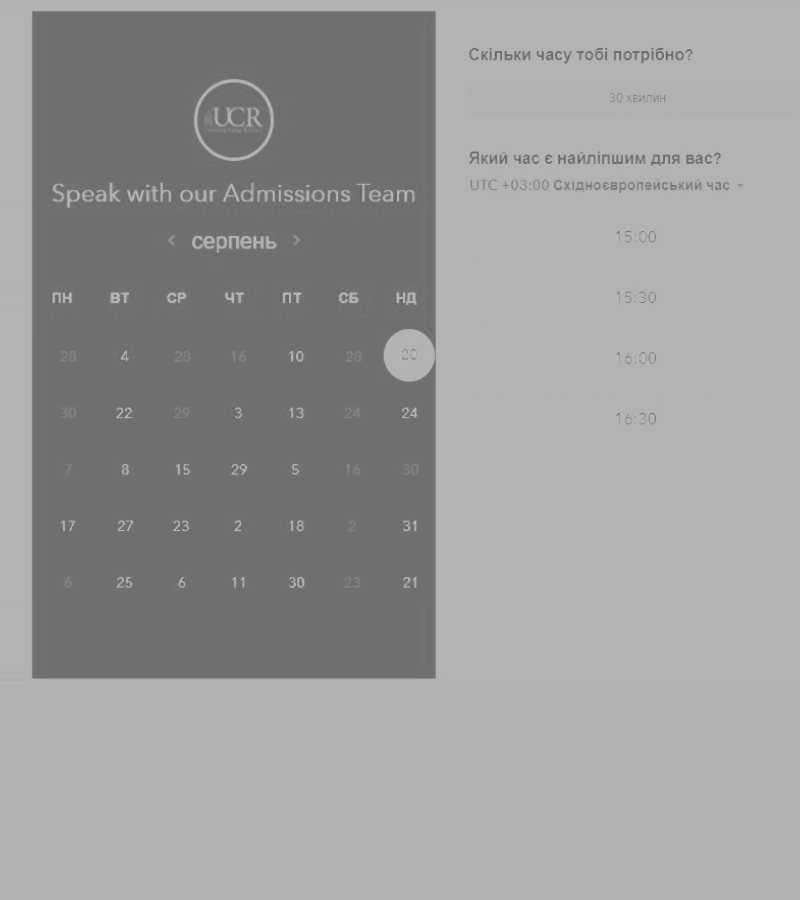 UCR
Speak with our Admissions Team
серпень
ПН ВТ СР ЧТ ПТ СБ НД
28 4 28 16 10 28 20
30 22 29 3 13 24 24
7 8 15 29 5 16 30
17 27 23 2 18 2 31
6 25 6 11 30 23 21
Скільки часу тобі потрібно?
30 хвилин
Який час є найліпшим для вас?
UTC +03:00 Східноєвропейський час
15:00
15:30
16:00
16:30